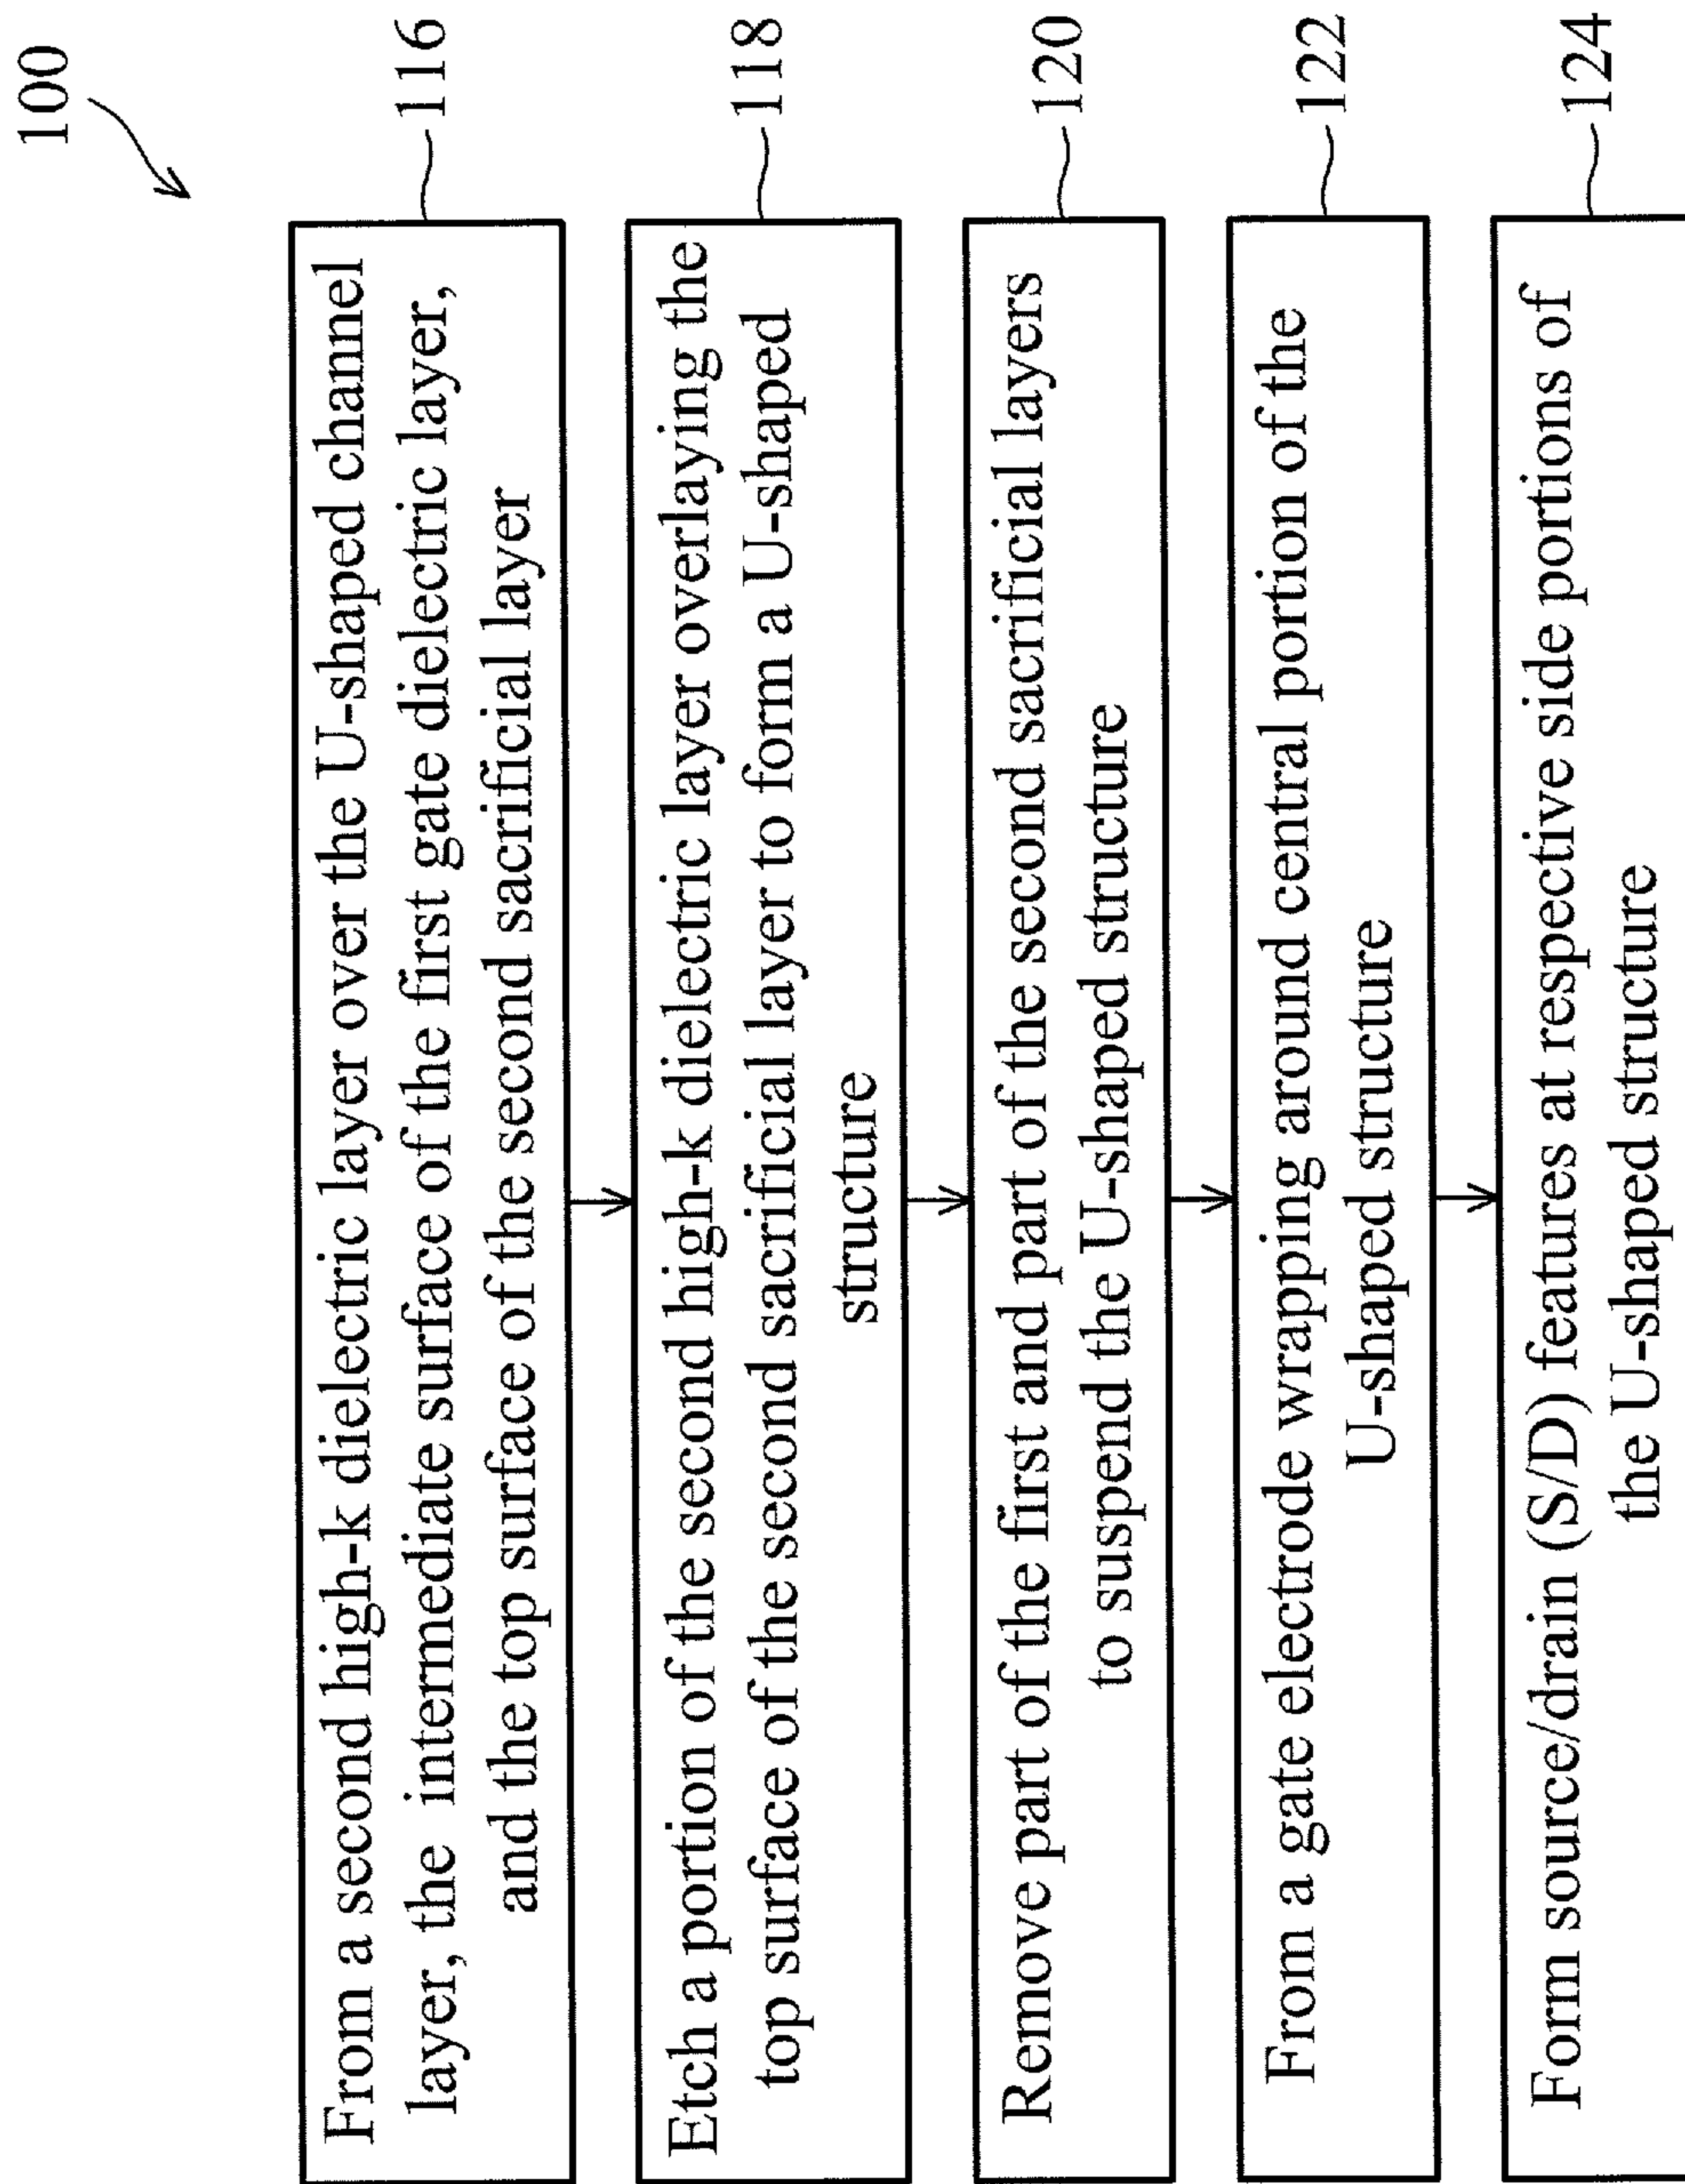 100
From a second high-k dielectric layer over the U-shaped channel
layer, the intermediate surface of the first gate dielectric layer,
and the top surface of the second sacrificial layer
116
Etch a portion of the second high-k dielectric layer overlaying the
top surface of the second sacrificial layer to form a U-shaped
structure
118
Remove part of the first and part of the second sacrificial layers
to suspend the U-shaped structure
120
From a gate electrode wrapping around central portion of the
U-shaped structure
122
Form source/drain (S/D) features at respective side portions of
the U-shaped structure
124